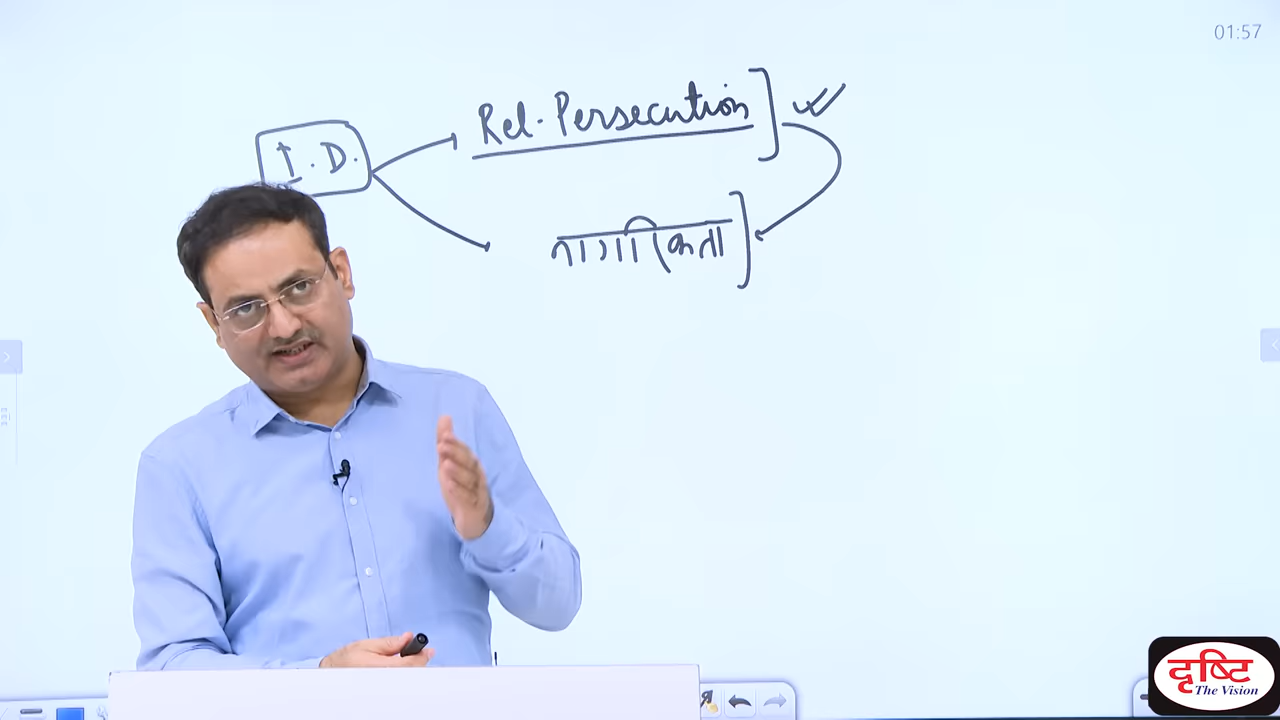 01:57
Rel. Persecution
I.D.
नागरिकता
दृष्टि
The Vision